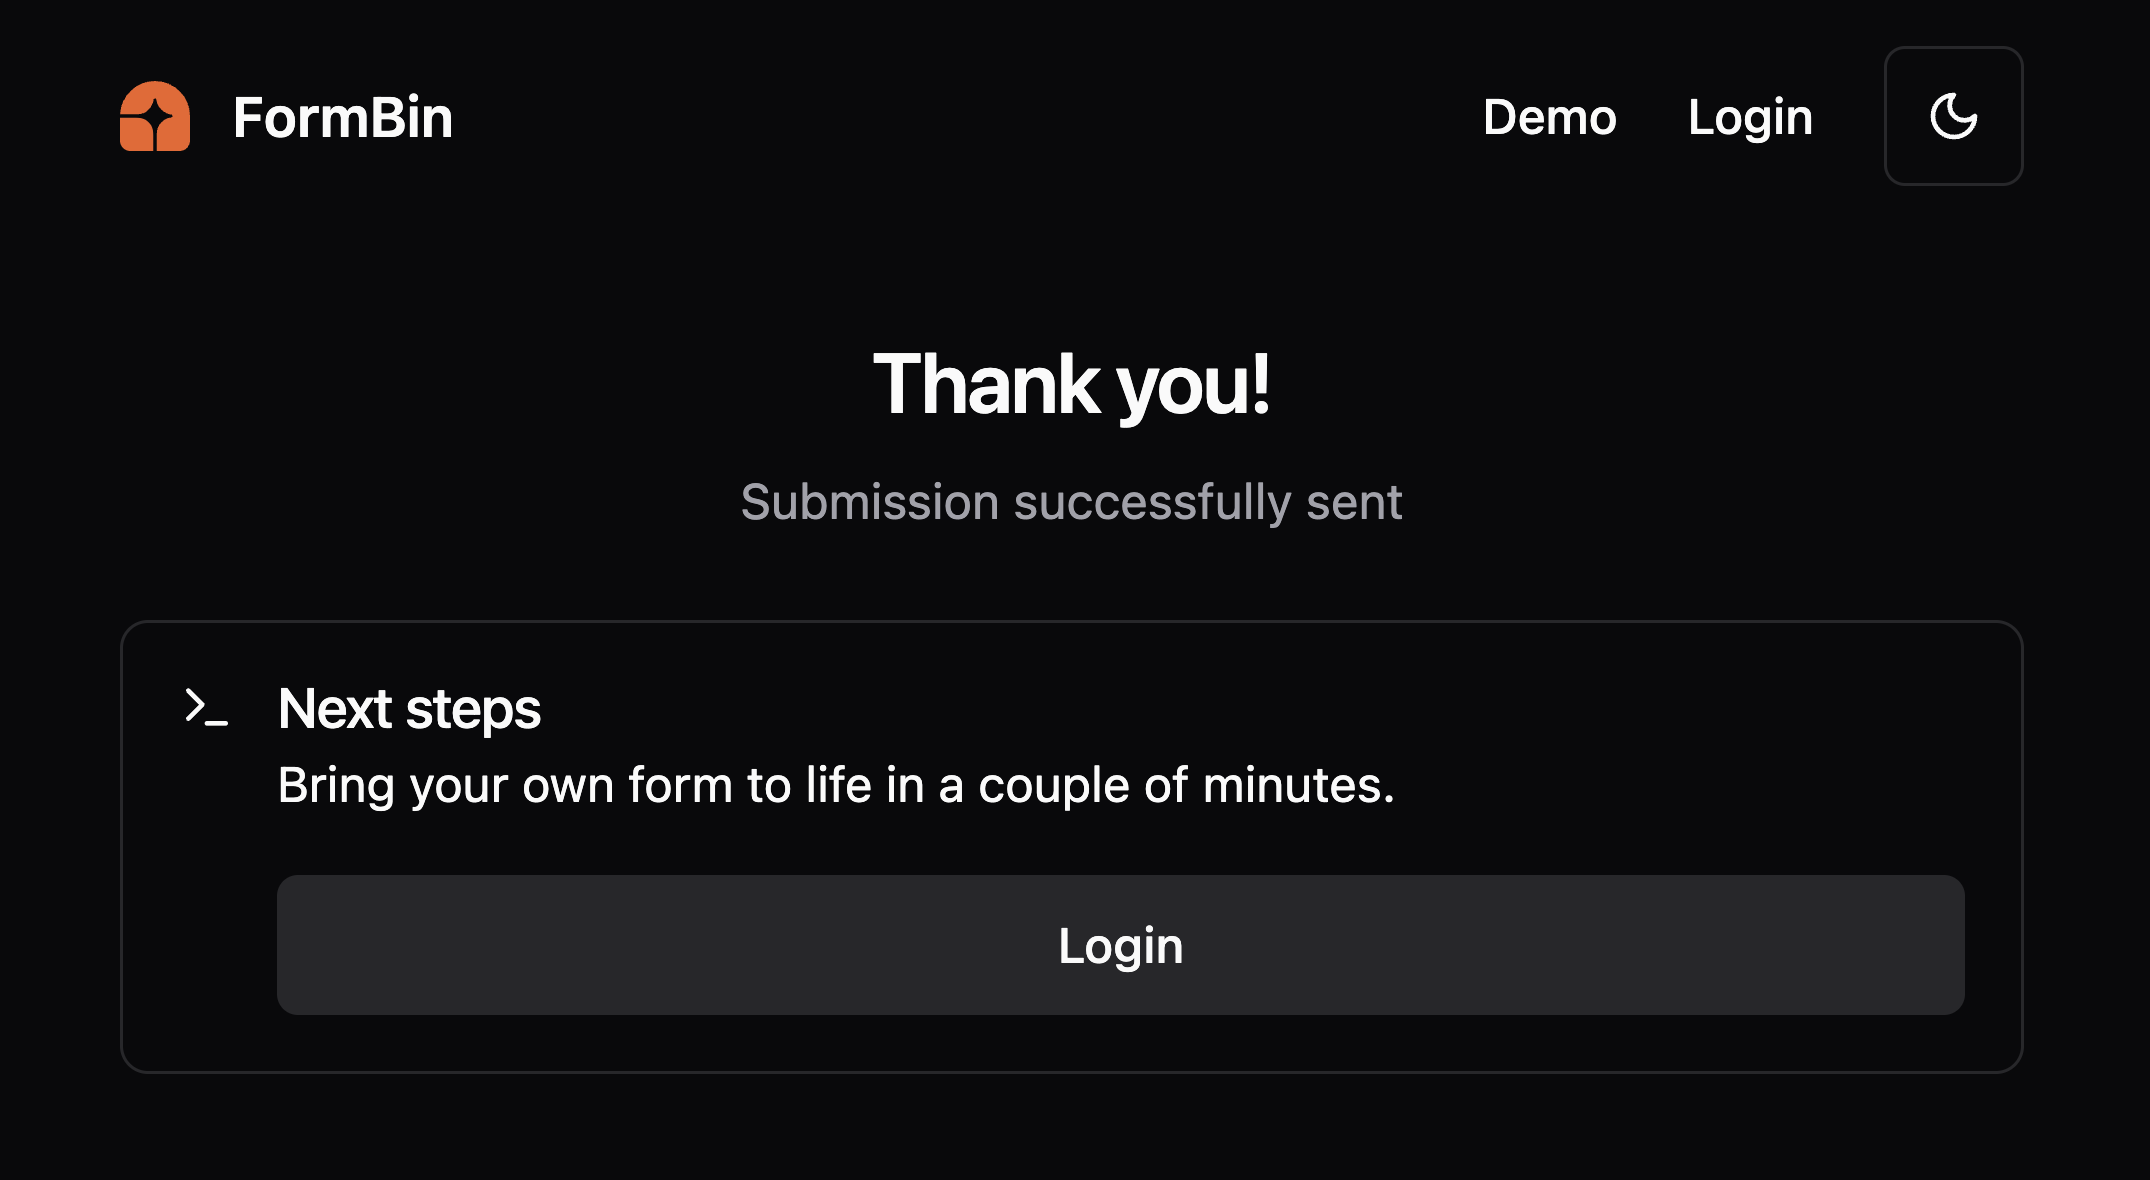 FormBin
Demo
Login
Thank you!
Submission successfully sent
Next steps
Bring your own form to life in a couple of minutes.
Login